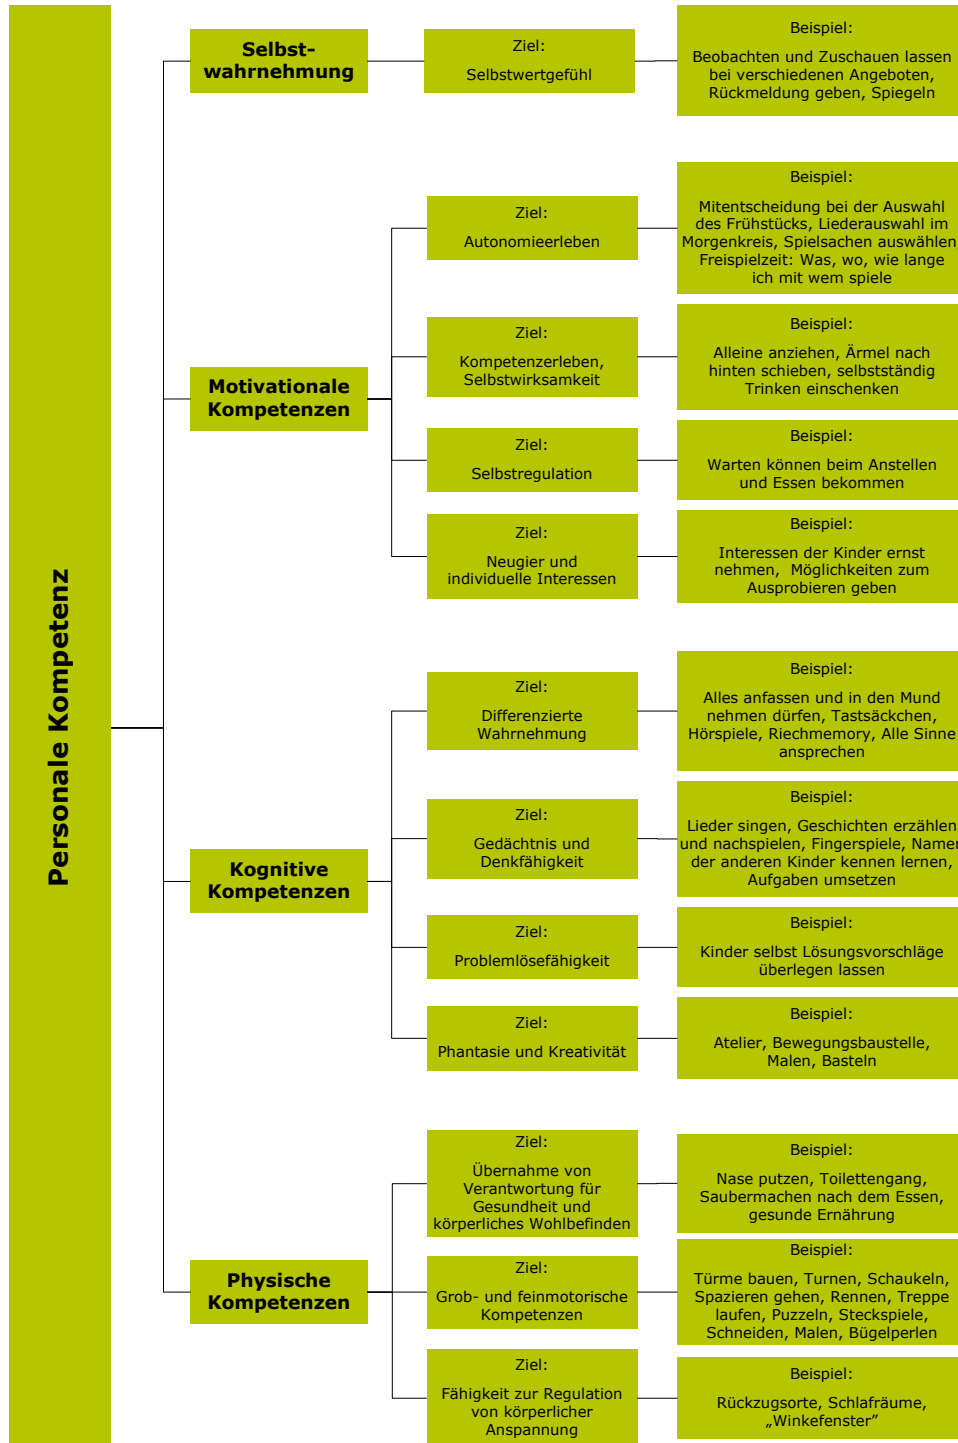 Personale Kompetenz
Selbst-
wahrnehmung
Ziel:
Selbstwertgefühl
Beispiel:
Beobachten und Zuschauen lassen
bei verschiedenen Angeboten,
Rückmeldung geben, Spiegeln
Motivationale
Kompetenzen
Ziel:
Autonomieerleben
Beispiel:
Mitentscheidung bei der Auswahl
des Frühstücks, Liederauswahl im
Morgenkreis, Spielsachen auswählen
Freispielzeit: Was, wo, wie lange
ich mit wem spiele
Ziel:
Kompetenzerleben,
Selbstwirksamkeit
Beispiel:
Alleine anziehen, Ärmel nach
hinten schieben, selbstständig
Trinken einschenken
Ziel:
Selbstregulation
Beispiel:
Warten können beim Anstellen
und Essen bekommen
Ziel:
Neugier und
individuelle Interessen
Beispiel:
Interessen der Kinder ernst
nehmen, Möglichkeiten zum
Ausprobieren geben
Kognitive
Kompetenzen
Ziel:
Differenzierte
Wahrnehmung
Beispiel:
Alles anfassen und in den Mund
nehmen dürfen, Tastsäckchen,
Hörspiele, Riechmemory, Alle Sinne
ansprechen
Ziel:
Gedächtnis und
Denkfähigkeit
Beispiel:
Lieder singen, Geschichten erzählen
und nachspielen, Fingerspiele, Namen
der anderen Kinder kennen lernen,
Aufgaben umsetzen
Ziel:
Problemlösefähigkeit
Beispiel:
Kinder selbst Lösungsvorschläge
überlegen lassen
Ziel:
Phantasie und Kreativität
Beispiel:
Atelier, Bewegungsbaustelle,
Malen, Basteln
Physische
Kompetenzen
Ziel:
Übernahme von
Verantwortung für
Gesundheit und
körperliches Wohlbefinden
Beispiel:
Nase putzen, Toilettengang,
Saubermachen nach dem Essen,
gesunde Ernährung
Ziel:
Grob- und feinmotorische
Kompetenzen
Beispiel:
Türme bauen, Turnen, Schaukeln,
Spazieren gehen, Rennen, Treppe
laufen, Puzzeln, Steckspiele,
Schneiden, Malen, Bügelperlen
Ziel:
Fähigkeit zur Regulation
von körperlicher
Anspannung
Beispiel:
Rückzugsorte, Schlafräume,
„Winkefenster”